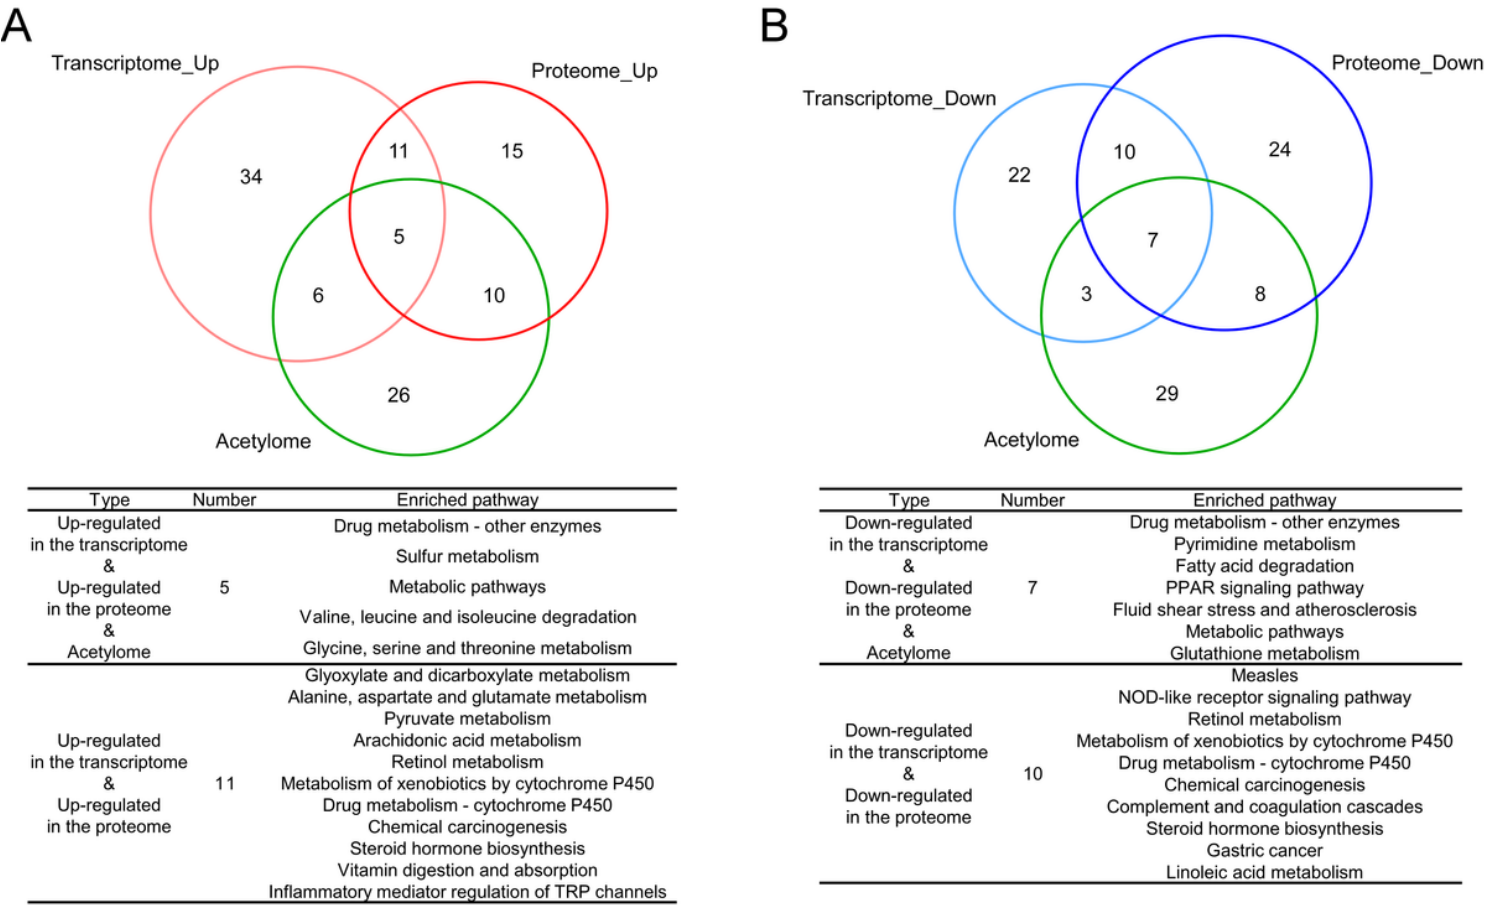 A
Transcriptome_Up
Proteome_Up
11
15
34
5
6
10
26
Acetylome
Type Number Enriched pathway
Up-regulated
in the transcriptome
&
Up-regulated
in the proteome
&
Acetylome
5
Drug metabolism - other enzymes
Sulfur metabolism
Metabolic pathways
Valine, leucine and isoleucine degradation
Glycine, serine and threonine metabolism
Up-regulated
in the transcriptome
&
Up-regulated
in the proteome
11
Glyoxylate and dicarboxylate metabolism
Alanine, aspartate and glutamate metabolism
Pyruvate metabolism
Arachidonic acid metabolism
Retinol metabolism
Metabolism of xenobiotics by cytochrome P450
Drug metabolism - cytochrome P450
Chemical carcinogenesis
Steroid hormone biosynthesis
Vitamin digestion and absorption
Inflammatory mediator regulation of TRP channels
B
Proteome_Down
Transcriptome_Down
10
24
22
7
3
8
29
Acetylome
Type Number Enriched pathway
Down-regulated
in the transcriptome
&
Down-regulated
in the proteome
&
Acetylome
7
Drug metabolism - other enzymes
Pyrimidine metabolism
Fatty acid degradation
PPAR signaling pathway
Fluid shear stress and atherosclerosis
Metabolic pathways
Glutathione metabolism
Down-regulated
in the transcriptome
&
Down-regulated
in the proteome
10
Measles
NOD-like receptor signaling pathway
Retinol metabolism
Metabolism of xenobiotics by cytochrome P450
Drug metabolism - cytochrome P450
Chemical carcinogenesis
Complement and coagulation cascades
Steroid hormone biosynthesis
Gastric cancer
Linoleic acid metabolism